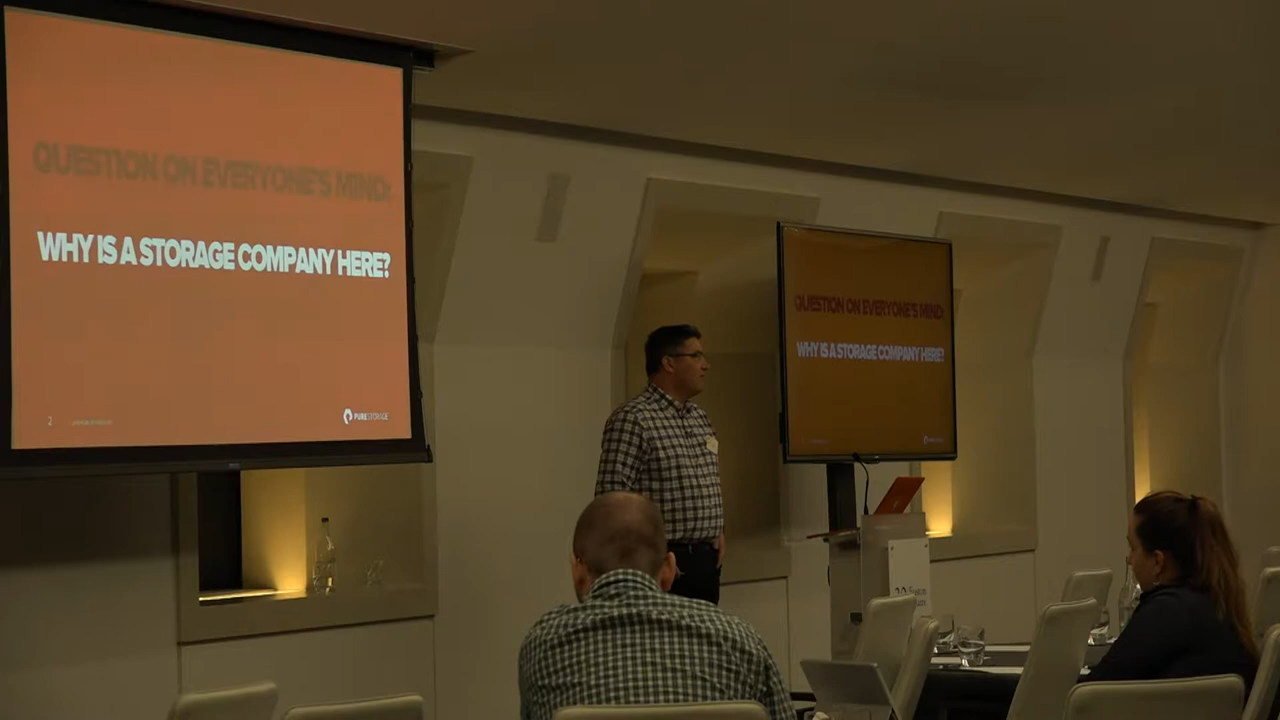 QUESTION ON EVERYONE'S MIND:
WHY IS A STORAGE COMPANY HERE?
2
PURESTORAGE
QUESTION ON EVERYONE'S MIND:
WHY IS A STORAGE COMPANY HERE?
PURESTORAGE